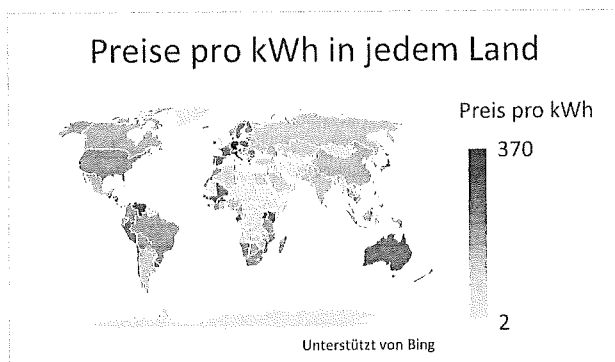 Preise pro kWh in jedem Land
Preis pro kWh
370
2
Unterstützt von Bing